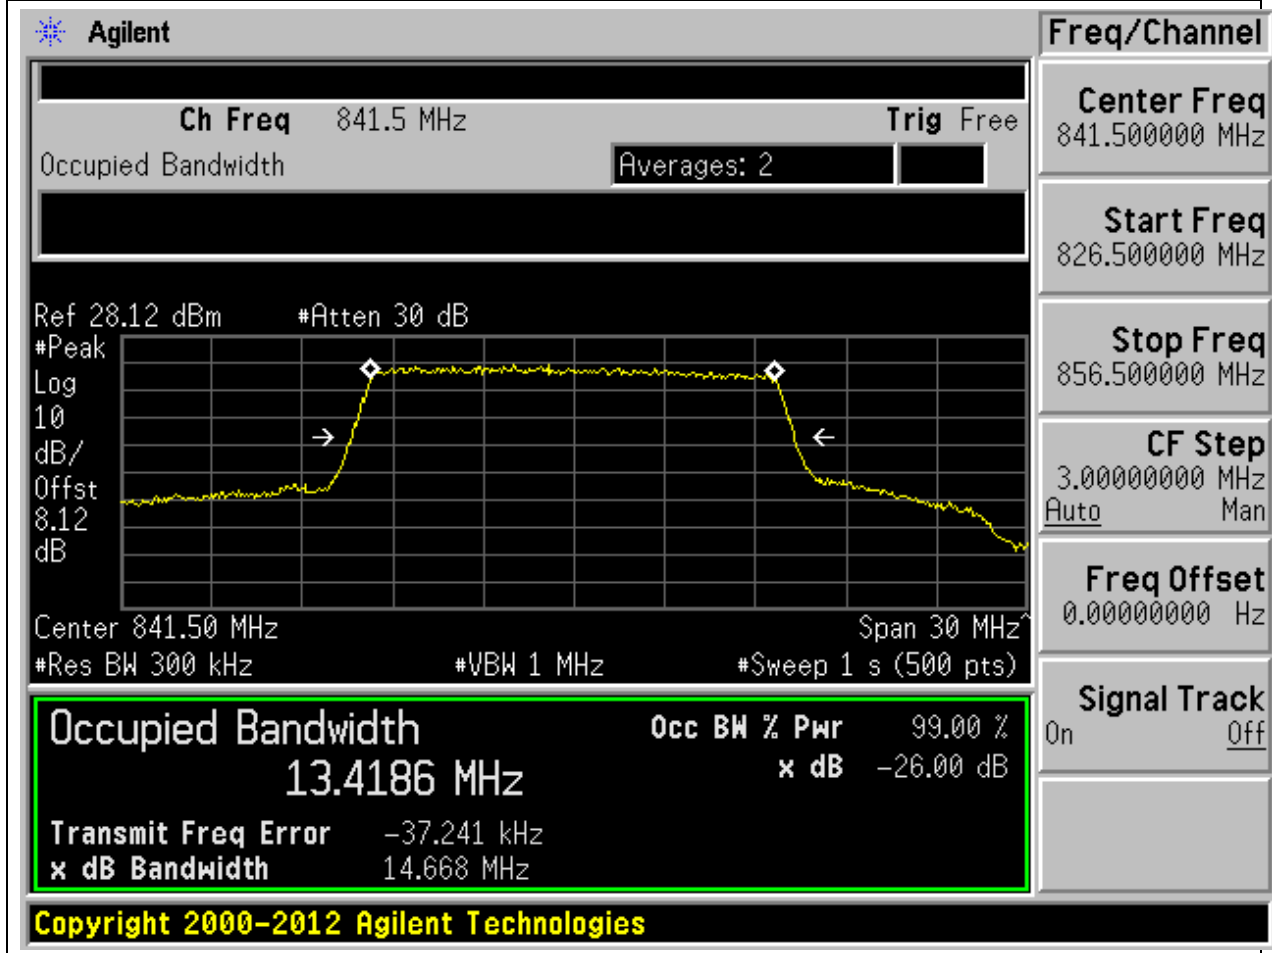 Agilent
Freq/Channel
Ch Freq 841.5 MHz Trig Free
Occupied Bandwidth Averages: 2
Center Freq
841.500000 MHz
Start Freq
826.500000 MHz
Stop Freq
856.500000 MHz
CF Step
3.00000000 MHz
Auto Man
Freq Offset
0.00000000 Hz
Signal Track
On Off
Ref 28.12 dBm #Atten 30 dB
#Peak
Log
10
dB/
Offst
8.12
dB
Center 841.50 MHz Span 30 MHz^
#Res BW 300 kHz #VBW 1 MHz #Sweep 1 s (500 pts)
Occupied Bandwidth Occ BW % Pwr 99.00 %
13.4186 MHz x dB -26.00 dB
Transmit Freq Error -37.241 kHz
x dB Bandwidth 14.668 MHz
Copyright 2000-2012 Agilent Technologies